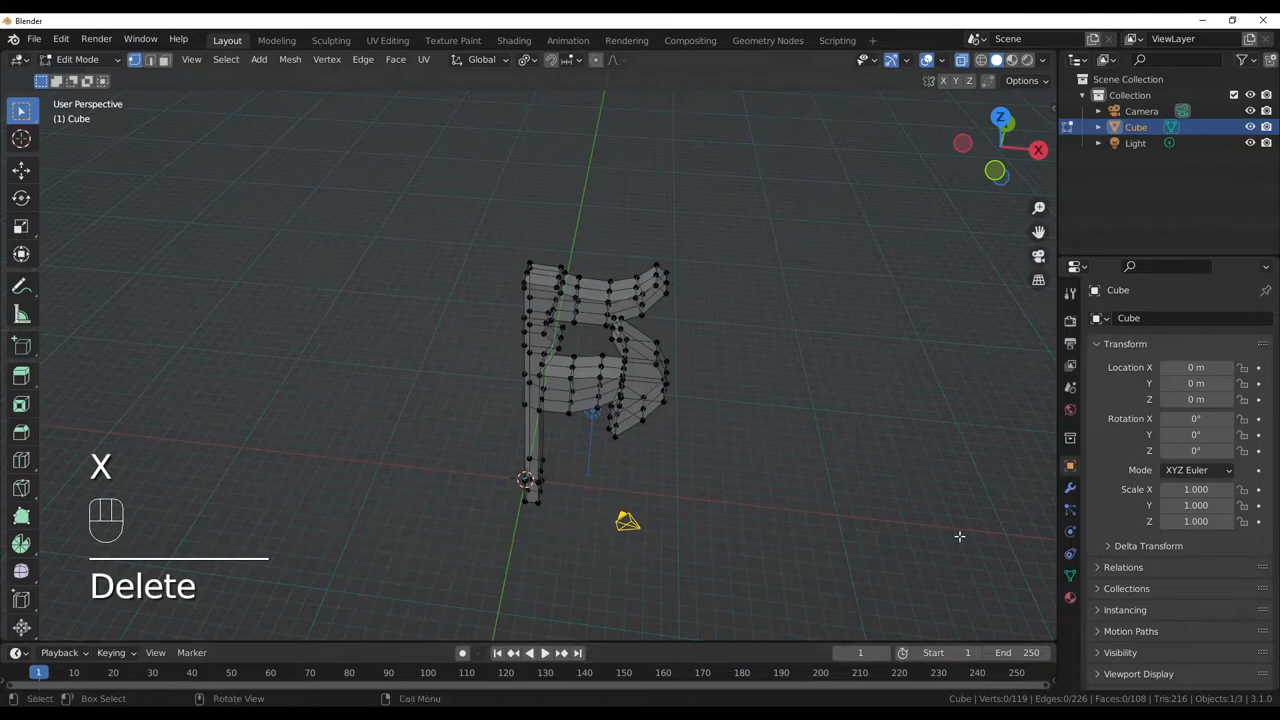 Blender
File Edit Render Window Help
Layout Modeling Sculpting UV Editing Texture Paint Shading Animation Rendering Compositing Geometry Nodes Scripting +
Scene
ViewLayer
Edit Mode
View Select Add Mesh Vertex Edge Face UV
Global
X Y Z
Options
User Perspective
(1) Cube
Z
X
Scene Collection
Collection
Camera
Cube
Light
Cube
Cube
Transform
Location X 0 m
Y 0 m
Z 0 m
Rotation X 0°
Y 0°
Z 0°
Mode XYZ Euler
Scale X 1.000
Y 1.000
Z 1.000
Delta Transform
Relations
Collections
Instancing
Motion Paths
Visibility
Viewport Display
X
Delete
Playback Keying View Marker
1 Start 1 End 250
1 10 20 30 40 50 60 70 80 90 100 110 120 130 140 150 160 170 180 190 200 210 220 230 240 250
Select Box Select Rotate View Call Menu
Cube | Verts:0/119 | Edges:0/226 | Faces:0/108 | Tris:216 | Objects:1/3 | 3.1.0